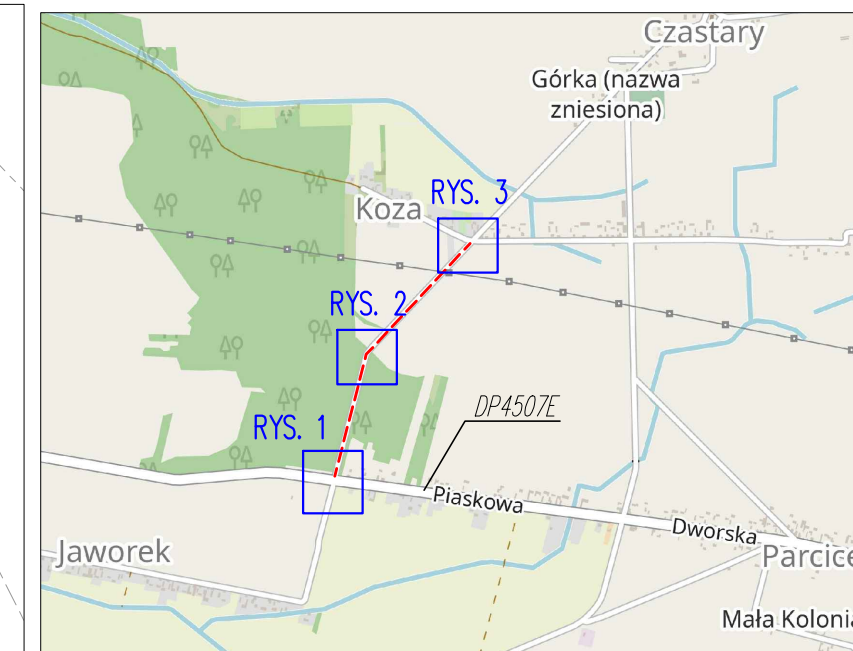 Czastary
Górka (nazwa
zniesiona)
RYS. 3
Koza
RYS. 2
DP4507E
RYS. 1
Piaskowa
Dworska
Jaworek
Parcice
Mała Kolonia